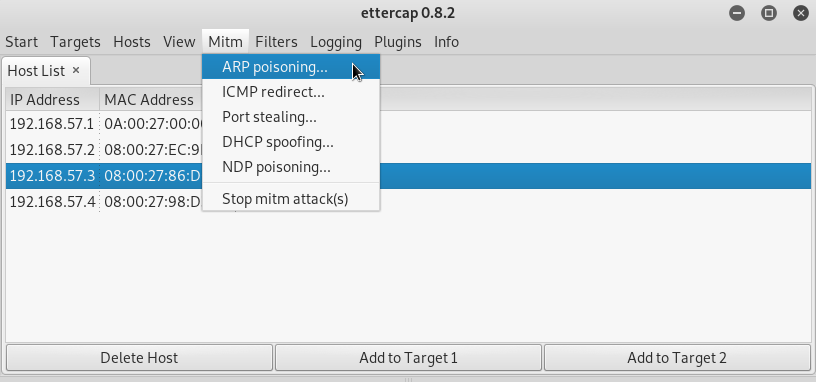 ettercap 0.8.2
Start Targets Hosts View Mitm Filters Logging Plugins Info
Host List ×
ARP poisoning...
ICMP redirect...
Port stealing...
DHCP spoofing...
NDP poisoning...
Stop mitm attack(s)
IP Address MAC Address
192.168.57.1 0A:00:27:00:0
192.168.57.2 08:00:27:EC:9
192.168.57.3 08:00:27:86:D
192.168.57.4 08:00:27:98:D
Delete Host Add to Target 1 Add to Target 2